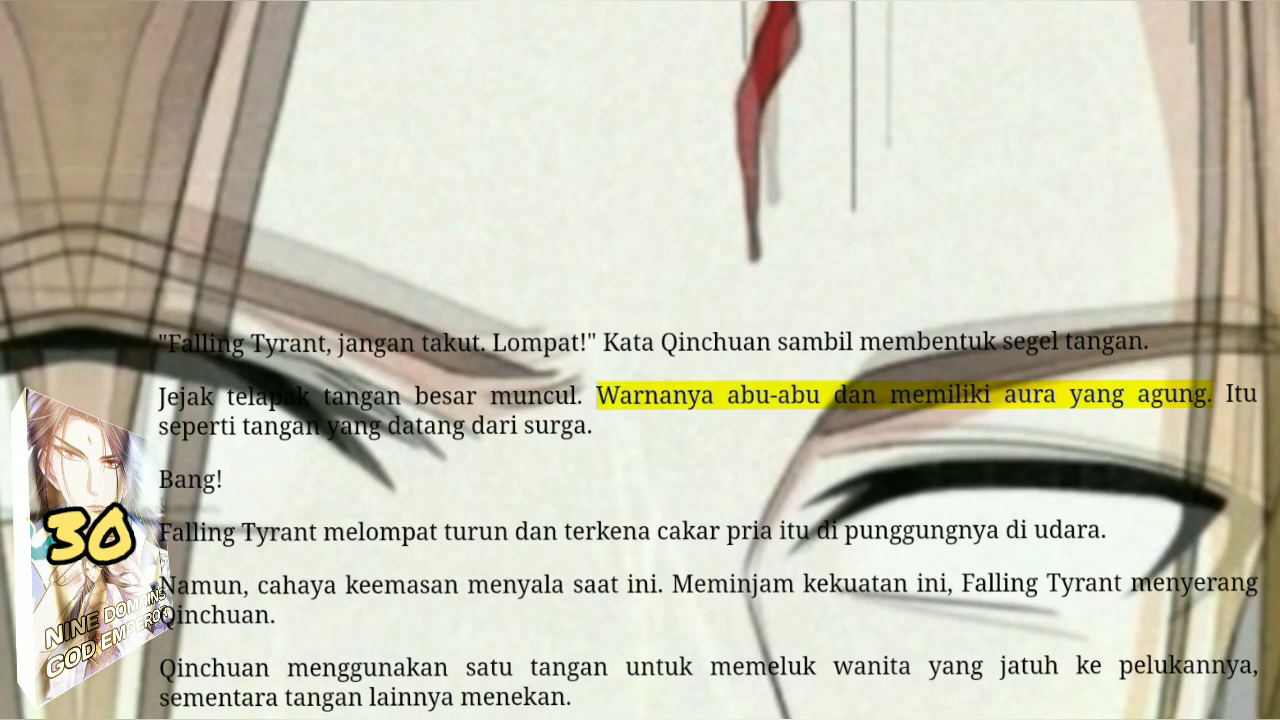 "Falling Tyrant, jangan takut. Lompat!" Kata Qinchuan sambil membentuk segel tangan.
Jejak telapak tangan besar muncul. Warnanya abu-abu dan memiliki aura yang agung. Itu
seperti tangan yang datang dari surga.
Bang!
Falling Tyrant melompat turun dan terkena cakar pria itu di punggungnya di udara.
Namun, cahaya keemasan menyala saat ini. Meminjam kekuatan ini, Falling Tyrant menyerang
Qinchuan.
Qinchuan menggunakan satu tangan untuk memeluk wanita yang jatuh ke pelukannya,
sementara tangan lainnya menekan.
30
NINE DOMAINS
GOD EMPEROR